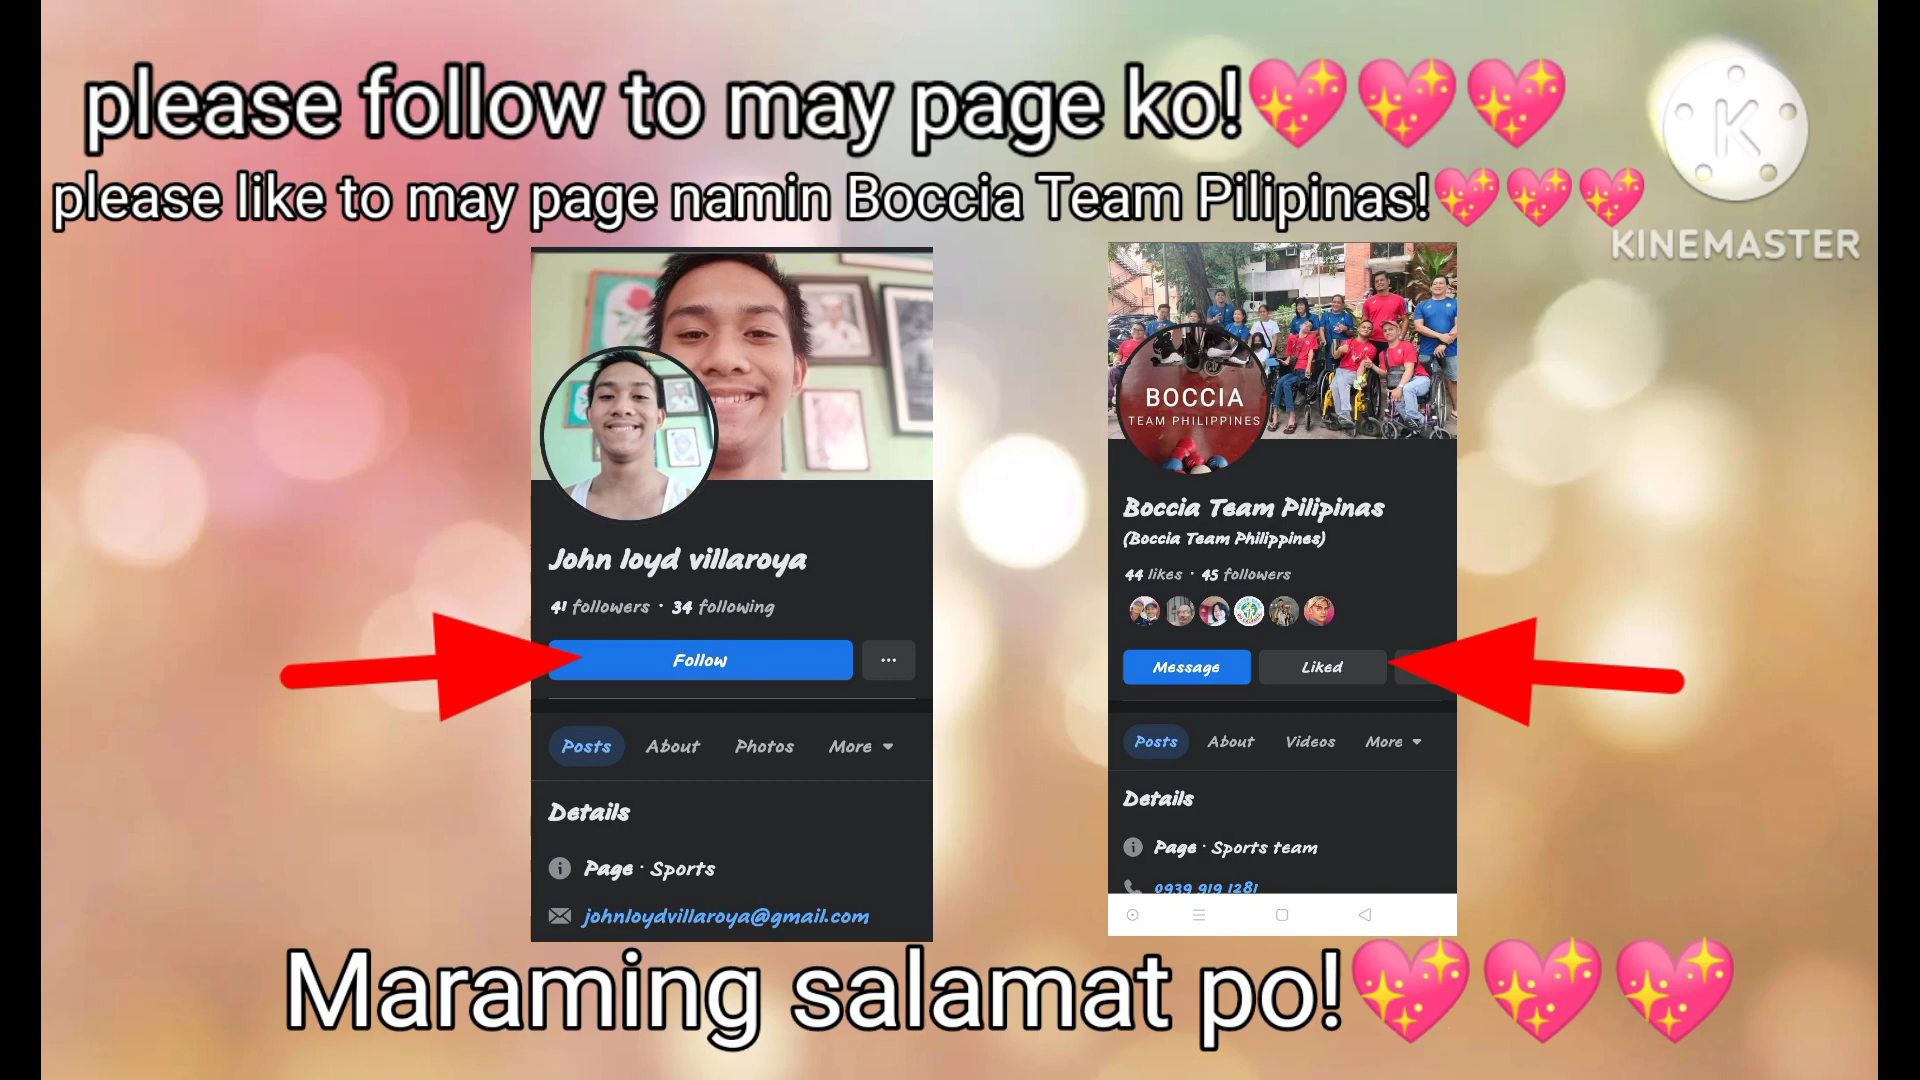 please follow to may page ko!💖💖💖
please like to may page namin Boccia Team Pilipinas!💖💖💖
K
KINEMASTER
John loyd villaroya
41 followers · 34 following
Follow
Posts About Photos More
Details
Page · Sports
johnloydvillaroya@gmail.com
BOCCIA
TEAM PHILIPPINES
Boccia Team Pilipinas
(Boccia Team Philippines)
44 likes · 45 followers
Message Liked
Posts About Videos More
Details
Page · Sports team
0939 919 1281
Maraming salamat po!💖💖💖